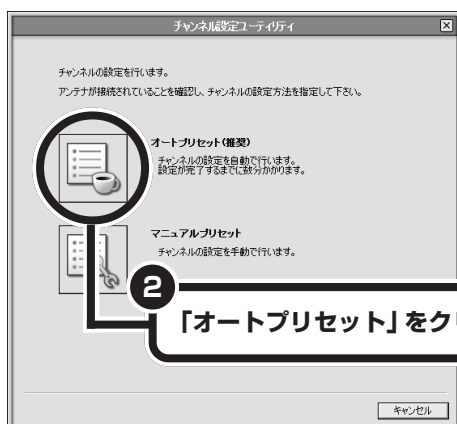 チャンネル設定ユーティリティ
チャンネルの設定を行います。
アンテナが接続されていることを確認し、チャンネルの設定方法を指定して下さい。
オートプリセット(推奨)
チャンネルの設定を自動で行います。
設定が完了するまでに数分かかります。
マニュアルプリセット
チャンネルの設定を手動で行います。
2
「オートプリセット」をク
キャンセル